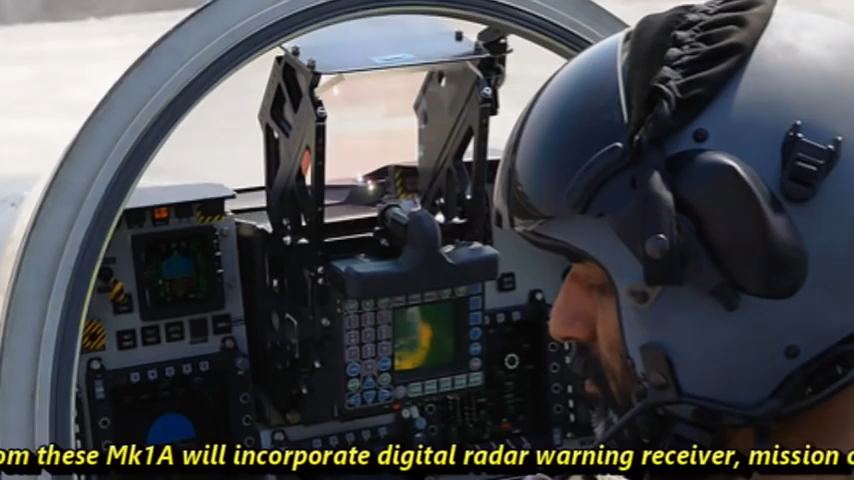 om these Mk1A will incorporate digital radar warning receiver, mission